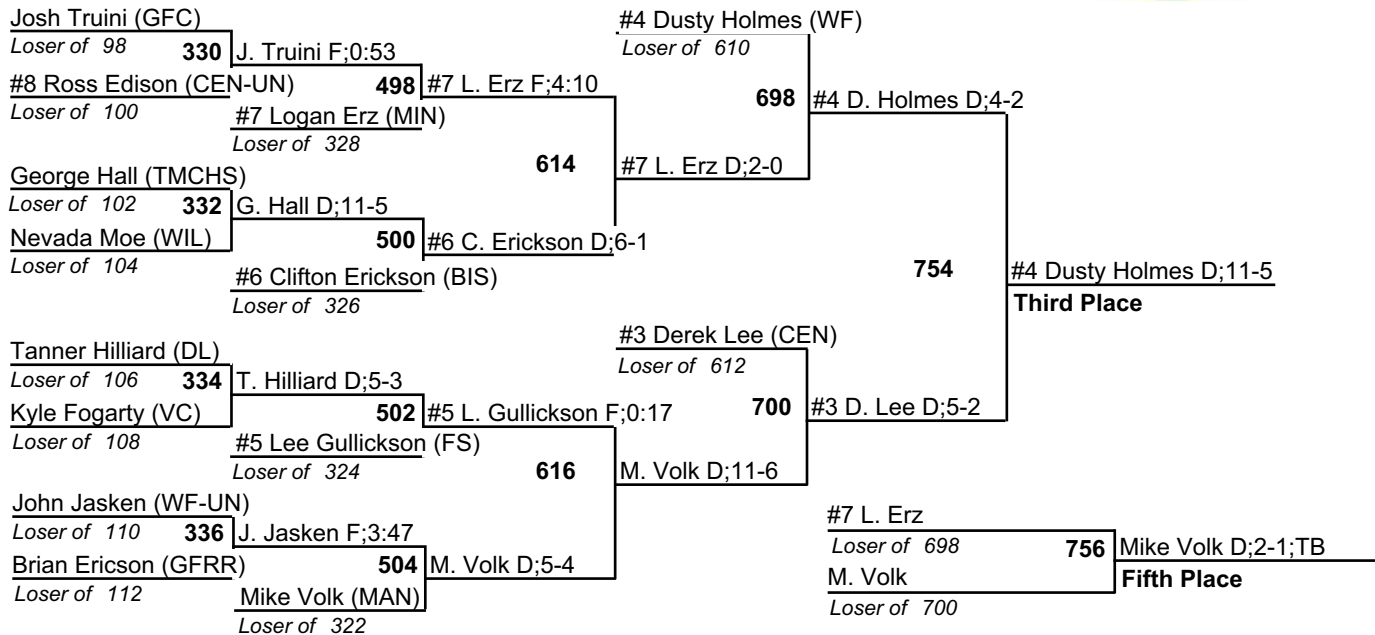 Josh Truini (GFC)
Loser of 98
330
J. Truini F;0:53
#8 Ross Edison (CEN-UN)
Loser of 100
498
#7 L. Erz F;4:10
#7 Logan Erz (MIN)
Loser of 328
George Hall (TMCHS)
Loser of 102
332
G. Hall D;11-5
Nevada Moe (WIL)
Loser of 104
500
#6 C. Erickson D;6-1
#6 Clifton Erickson (BIS)
Loser of 326
614
#7 L. Erz D;2-0
#4 Dusty Holmes (WF)
Loser of 610
698
#4 D. Holmes D;4-2
Tanner Hilliard (DL)
Loser of 106
334
T. Hilliard D;5-3
Kyle Fogarty (VC)
Loser of 108
502
#5 L. Gullickson F;0:17
#5 Lee Gullickson (FS)
Loser of 324
John Jasken (WF-UN)
Loser of 110
336
J. Jasken F;3:47
Brian Ericson (GFRR)
Loser of 112
504
M. Volk D;5-4
Mike Volk (MAN)
Loser of 322
616
M. Volk D;11-6
#3 Derek Lee (CEN)
Loser of 612
700
#3 D. Lee D;5-2
754
#4 Dusty Holmes D;11-5
Third Place
#7 L. Erz
Loser of 698
756
Mike Volk D;2-1;TB
M. Volk
Fifth Place
Loser of 700